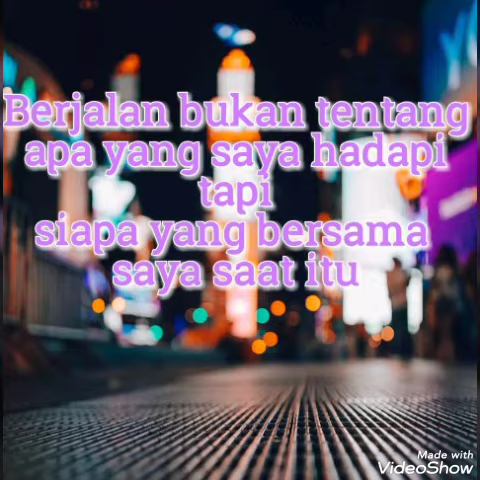 Berjalan bukan tentang
apa yang saya hadapi
tapi
siapa yang bersama
saya saat itu
Made with
VideoShow